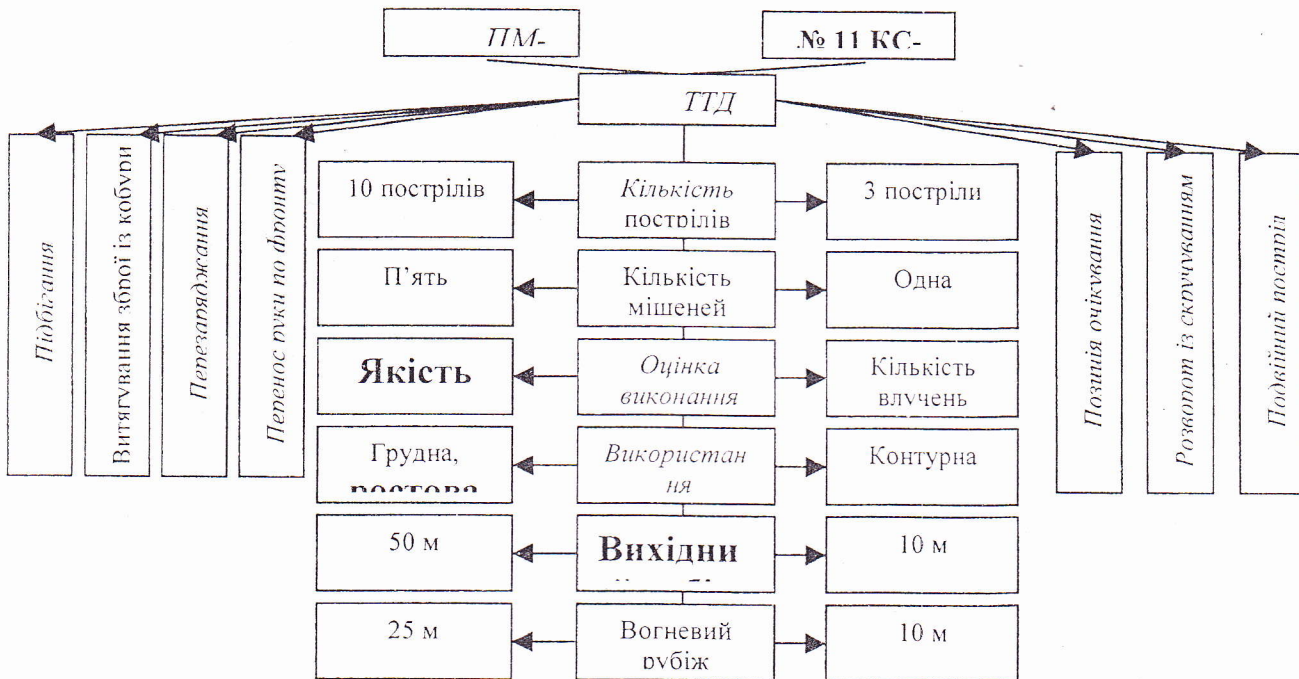 ПМ-
№ 11 КС-
ТТД
Підбігання
Витягування зброї із кобури
Перезаряджання
Перенос руки по фронту
10 пострілів
Кількість
пострілів
3 постріли
П'ять
Кількість
мішеней
Одна
Якість
Оцінка
виконання
Кількість
влучень
Грудна,
ростова
Використан
ня
Контурна
50 м
Вихідни
10 м
25 м
Вогневий
рубіж
10 м
Позиція очікування
Розворот із скручуванням
Подвійний постріл